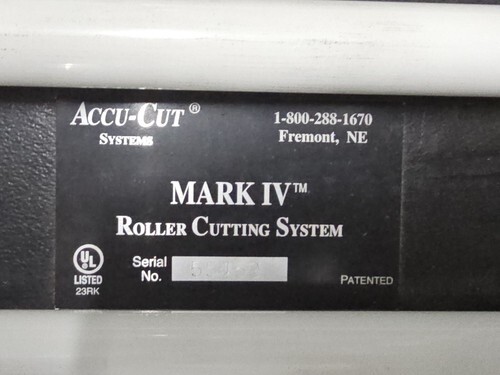 ACCU-CUT®
SYSTEMS
1-800-288-1670
Fremont, NE
MARK IV™
ROLLER CUTTING SYSTEM
UL
LISTED
23RK
Serial
No.
PATENTED